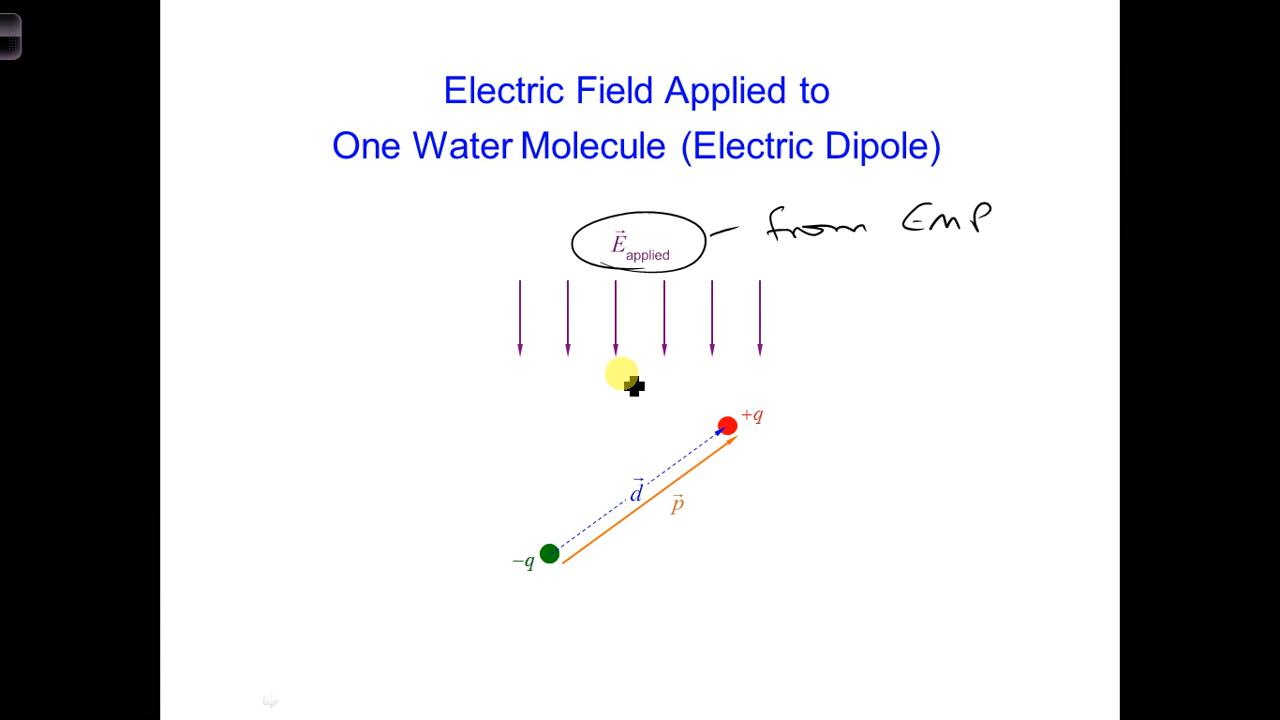 Electric Field Applied to
One Water Molecule (Electric Dipole)
E⃗applied – from EMP
+q
d⃗
p⃗
−q